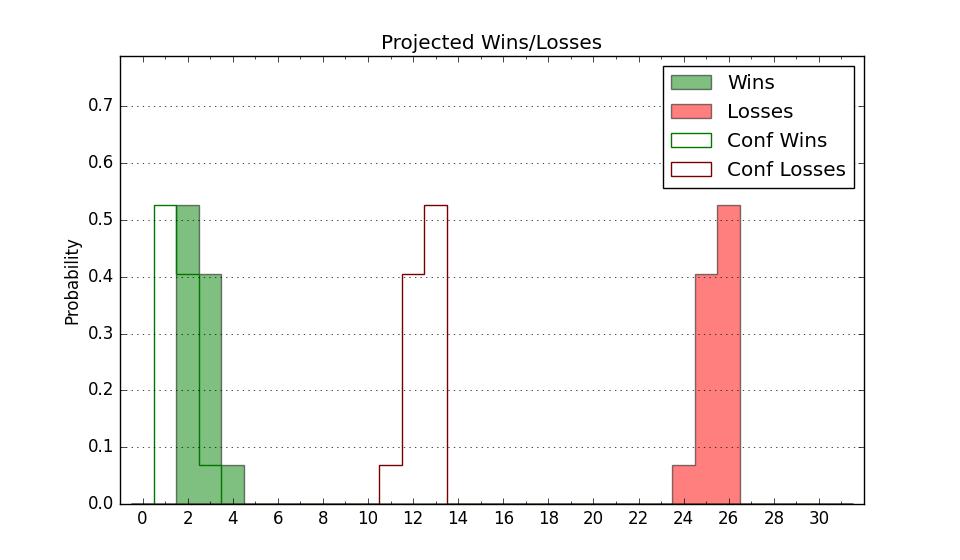 Projected Wins/Losses
Wins
Losses
Conf Wins
Conf Losses
Probability
0.7
0.6
0.5
0.4
0.3
0.2
0.1
0.0
0 2 4 6 8 10 12 14 16 18 20 22 24 26 28 30